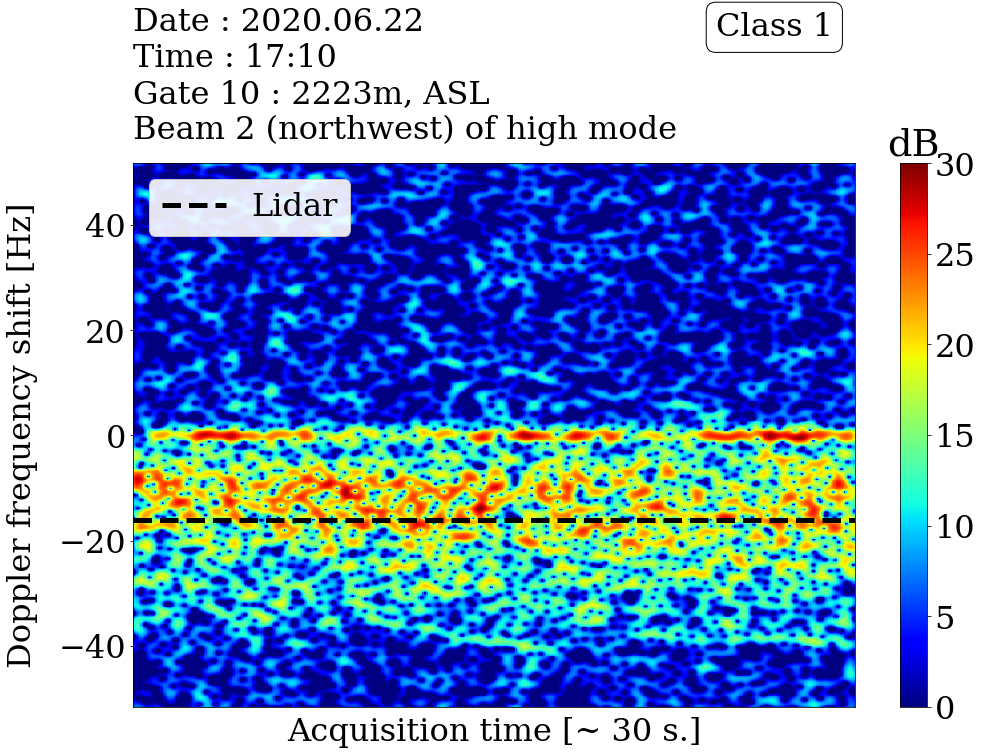 Date : 2020.06.22
Time : 17:10
Gate 10 : 2223m, ASL
Beam 2 (northwest) of high mode
Class 1
dB
Lidar
Doppler frequency shift [Hz]
40
20
0
−20
−40
30
25
20
15
10
5
0
Acquisition time [~ 30 s.]